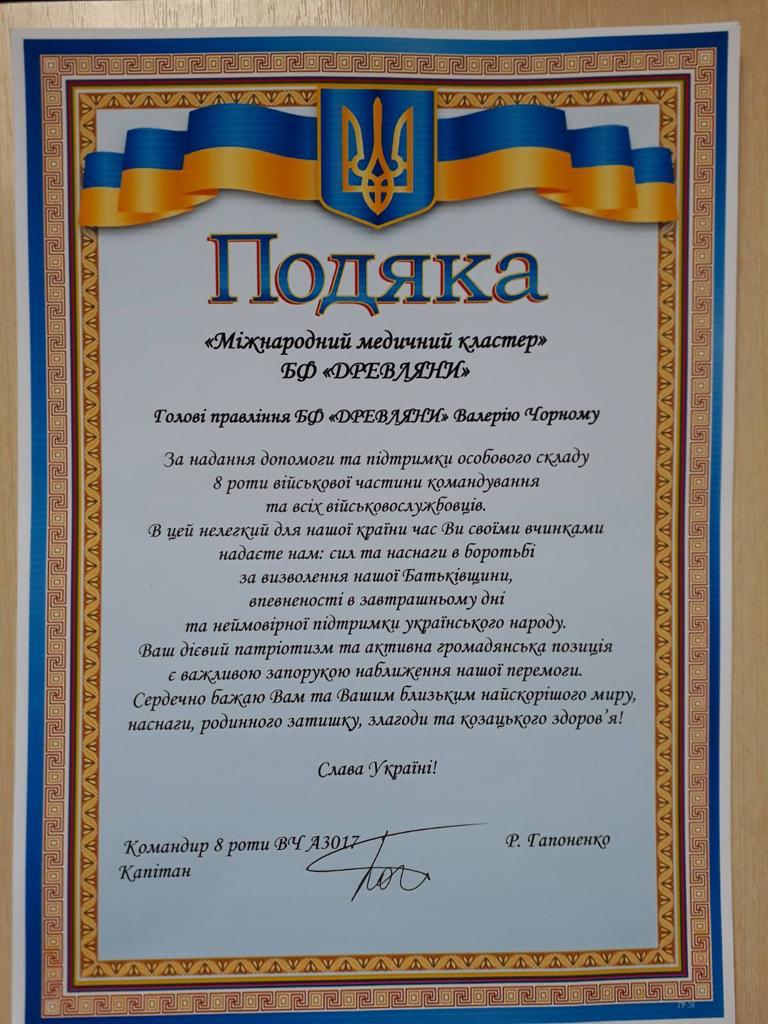 Подяка
«Міжнародний медичний кластер»
БФ «ДРЕВЛЯНИ»
Голові правління БФ «ДРЕВЛЯНИ» Валерію Чорному
За надання допомоги та підтримки особового складу
8 роти військової частини командування
та всіх військовослужбовців.
В цей нелегкий для нашої країни час Ви своїми вчинками
надаєте нам: сил та наснаги в боротьбі
за визволення нашої Батьківщини,
впевненості в завтрашньому дні
та неймовірної підтримки українського народу.
Ваш дієвий патріотизм та активна громадянська позиція
є важливою запорукою наближення нашої перемоги.
Сердечно бажаю Вам та Вашим близьким найскорішого миру,
наснаги, родинного затишку, злагоди та козацького здоров’я!
Слава Україні!
Командир 8 роти ВЧ А3017 Р. Гапоненко
Капітан